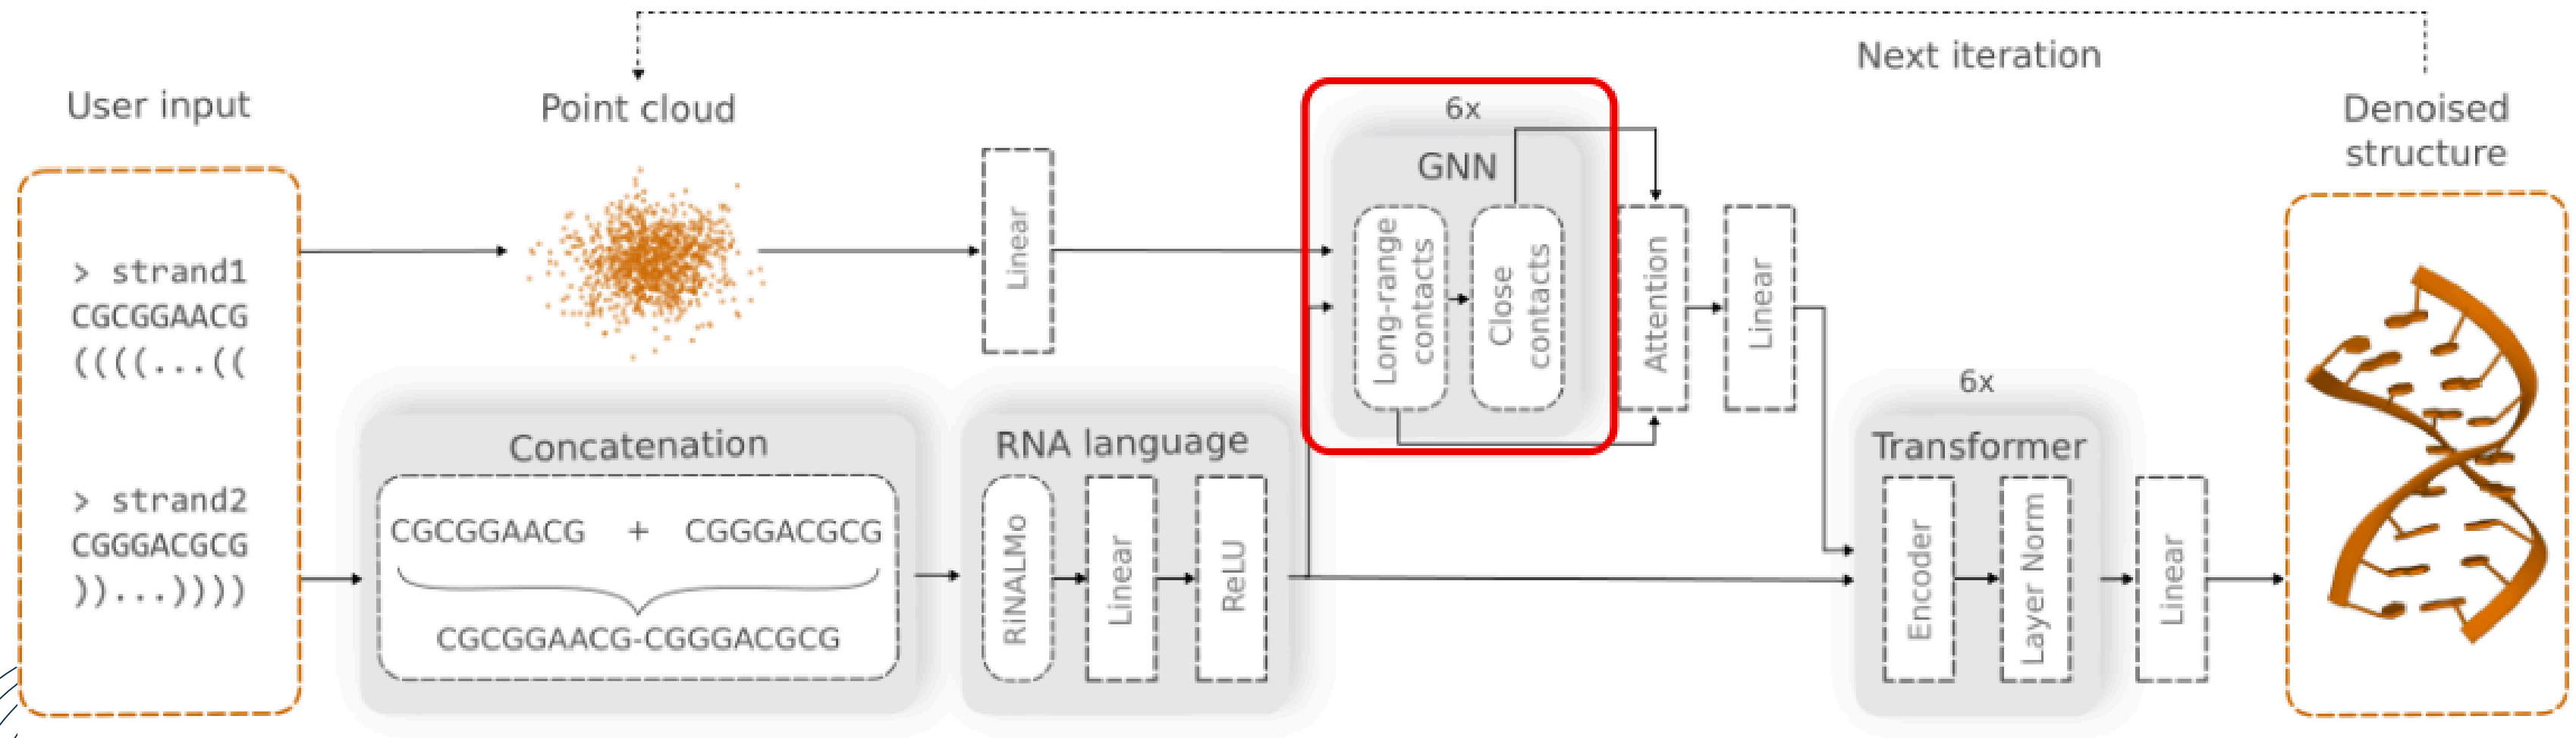 Next iteration
User input
Point cloud
6x
Denoised
structure
GNN
> strand1
CGCGGAACG
((((...((
> strand2
CGGGACGCG
))...))))
Linear
Long-range
contacts
Close
contacts
Attention
Linear
Concatenation
CGCGGAACG + CGGGACGCG
CGCGGAACG-CGGGACGCG
RNA language
RiNALMo
Linear
ReLU
6x
Transformer
Encoder
Layer Norm
Linear